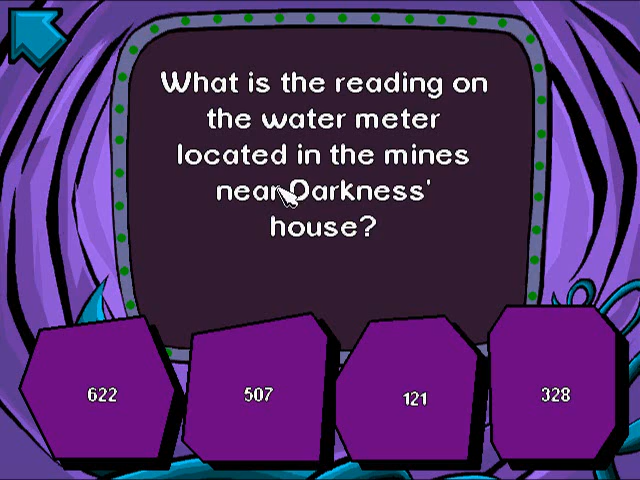 What is the reading on
the water meter
located in the mines
near Darkness'
house?
622
507
121
328